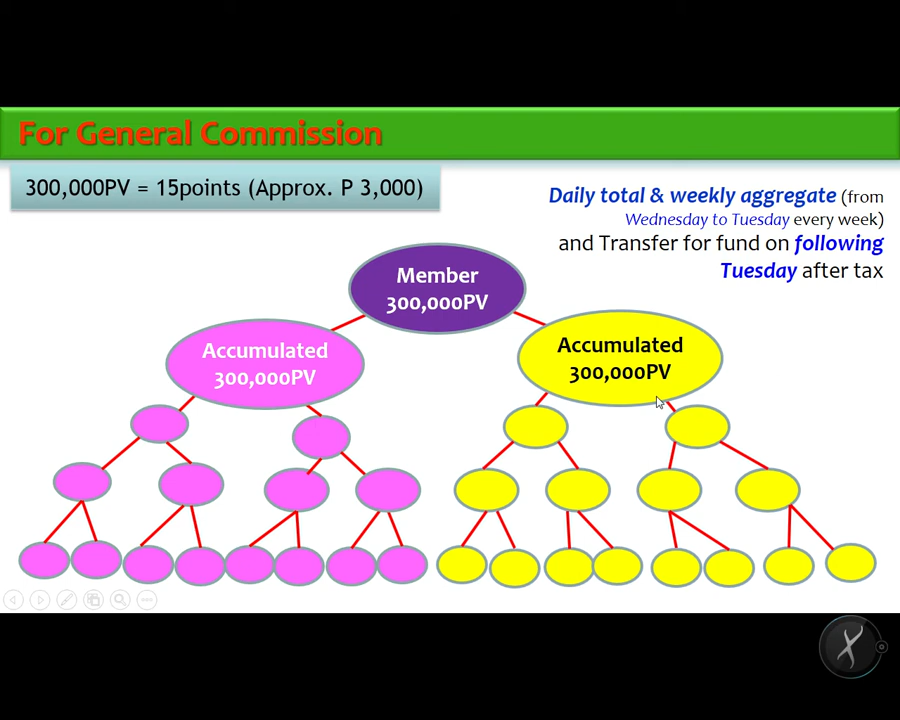 For General Commission
300,000PV = 15points (Approx. P 3,000)
Daily total & weekly aggregate (from
Wednesday to Tuesday every week)
and Transfer for fund on following
Tuesday after tax
Member
300,000PV
Accumulated
300,000PV
Accumulated
300,000PV